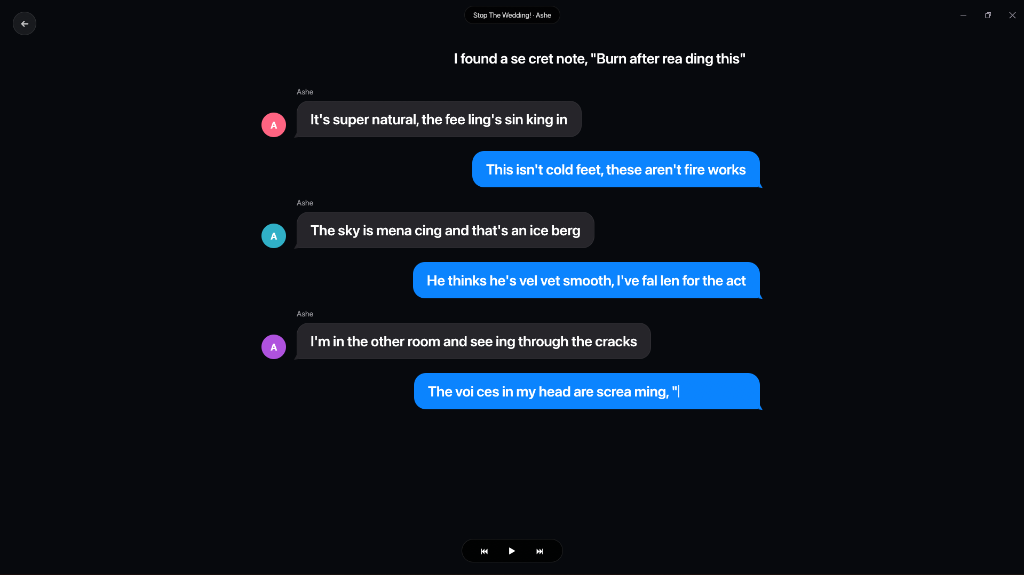 Stop The Wedding! · Ashe
I found a se cret note, "Burn after rea ding this"
Ashe
A
It's super natural, the fee ling's sin king in
This isn't cold feet, these aren't fire works
Ashe
A
The sky is mena cing and that's an ice berg
He thinks he's vel vet smooth, I've fal len for the act
Ashe
A
I'm in the other room and see ing through the cracks
The voi ces in my head are screa ming, "